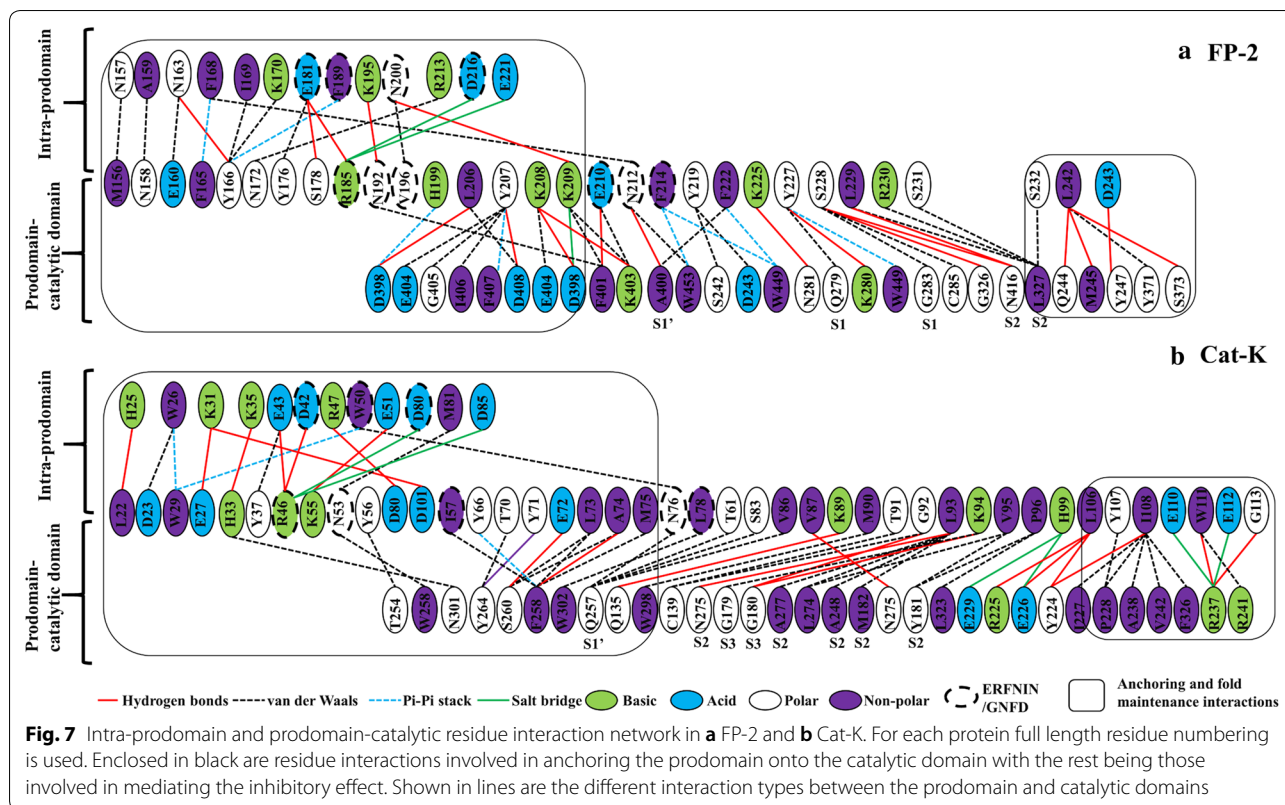 a FP-2
Intra-prodomain
N157 A159 N163 F168 I169 K170 E181 F189 K195 N200 R213 D216 E221
Prodomain-
catalytic domain
M156 N158 E160 F165 Y166 N172 Y176 S178 R185 N192 V196 H199 L206 Y207 K208 K209 E210 N212 F214 Y219 F222 K225 Y227 S228 L229 R230 S231 S232 L242 D243
D398 E404 G405 I406 F407 D408 E404 D398 F401 K403 A400 W453 S242 D243 W449 N281 Q279 K280 W449 G283 C285 G326 N416 L327 Q244 M245 Y247 Y371 S373
S1' S1 S1 S2 S2
b Cat-K
Intra-prodomain
H25 W26 K31 K35 E43 D42 R47 W50 E51 D80 M81 D85
Prodomain-
catalytic domain
L22 D23 W29 E27 H33 Y37 R46 K55 N53 Y56 D80 D101 I57 Y66 T70 Y71 E72 L73 A74 M75 N76 L78 T61 S83 V86 V87 K89 M90 T91 G92 L93 K94 V95 P96 H99 L106 Y107 I108 E110 W111 E112 G113
T254 W258 N301 Y264 S260 F258 W302 Q257 Q135 W298 C139 N275 G179 G180 A277 L74 A248 M182 N275 Y181 L323 E229 R225 E226 Y224 I227 P228 A238 V242 F326 R237 R241
S1' S2 S3 S3 S2 S2 S2 S2
Hydrogen bonds van der Waals Pi-Pi stack Salt bridge Basic Acid Polar Non-polar ERFNIN
/GNFD
Anchoring and fold
maintenance interactions
Fig. 7 Intra-prodomain and prodomain-catalytic residue interaction network in a FP-2 and b Cat-K. For each protein full length residue numbering
is used. Enclosed in black are residue interactions involved in anchoring the prodomain onto the catalytic domain with the rest being those
involved in mediating the inhibitory effect. Shown in lines are the different interaction types between the prodomain and catalytic domains